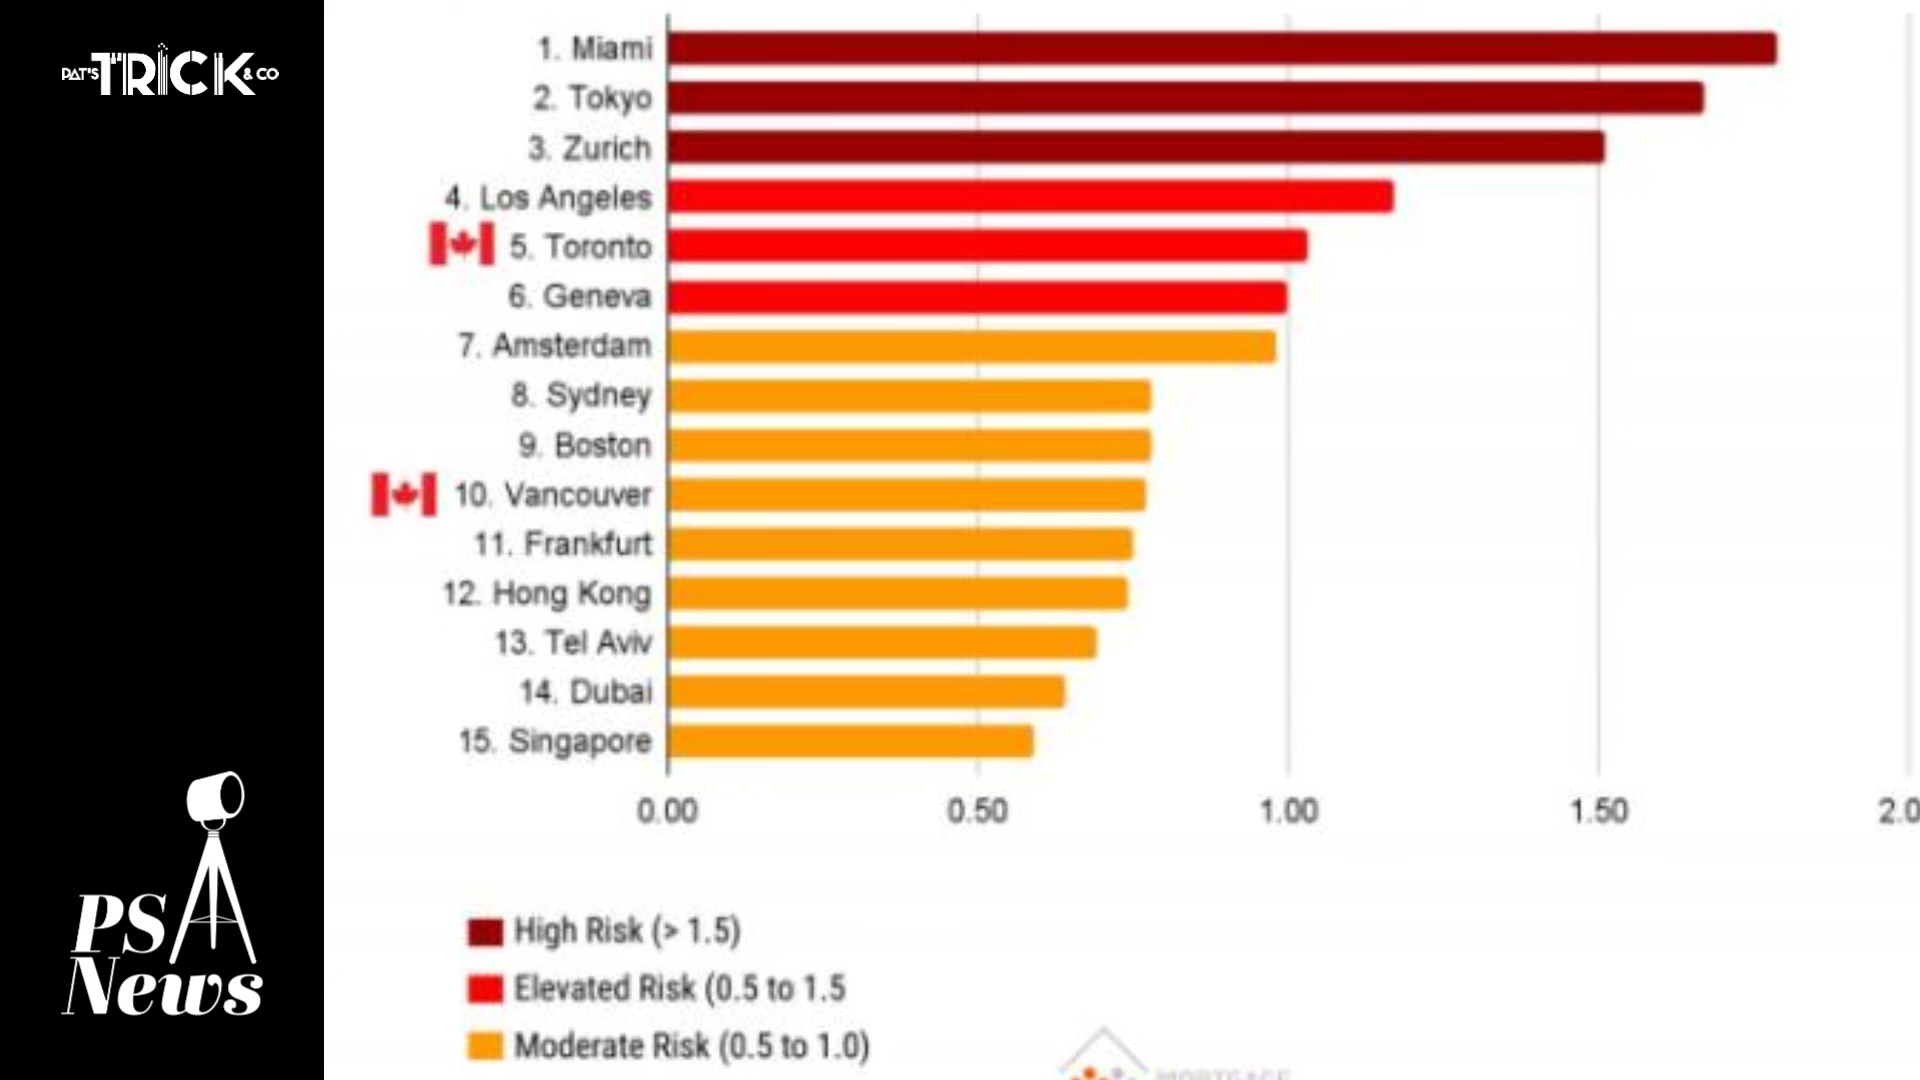 PAT'S TRICK & CO
1. Miami
2. Tokyo
3. Zurich
4. Los Angeles
5. Toronto
6. Geneva
7. Amsterdam
8. Sydney
9. Boston
10. Vancouver
11. Frankfurt
12. Hong Kong
13. Tel Aviv
14. Dubai
15. Singapore
0.00 0.50 1.00 1.50 2.0
High Risk (> 1.5)
Elevated Risk (0.5 to 1.5
Moderate Risk (0.5 to 1.0)
MORTGAGE
PSA
News